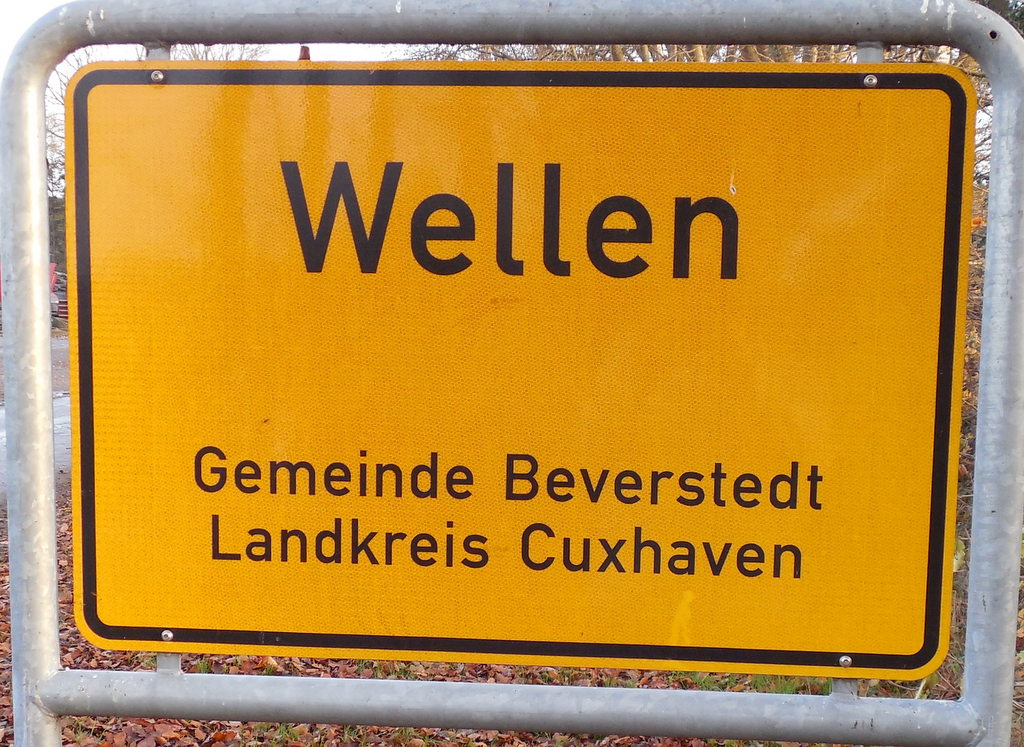 Wellen
Gemeinde Beverstedt
Landkreis Cuxhaven